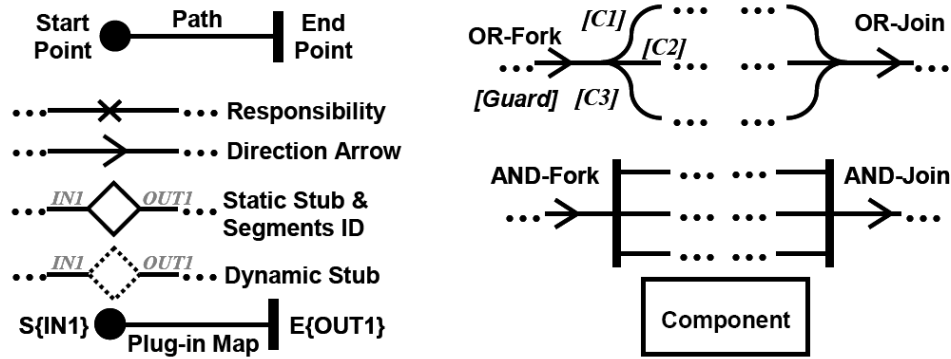 Start
Point
Path
End
Point
... Responsibility
... Direction Arrow
IN1 OUT1
Static Stub &
Segments ID
IN1 OUT1
Dynamic Stub
S{IN1}
E{OUT1}
Plug-in Map
OR-Fork
[C1]
[C2]
[C3]
[Guard]
OR-Join
AND-Fork
AND-Join
Component